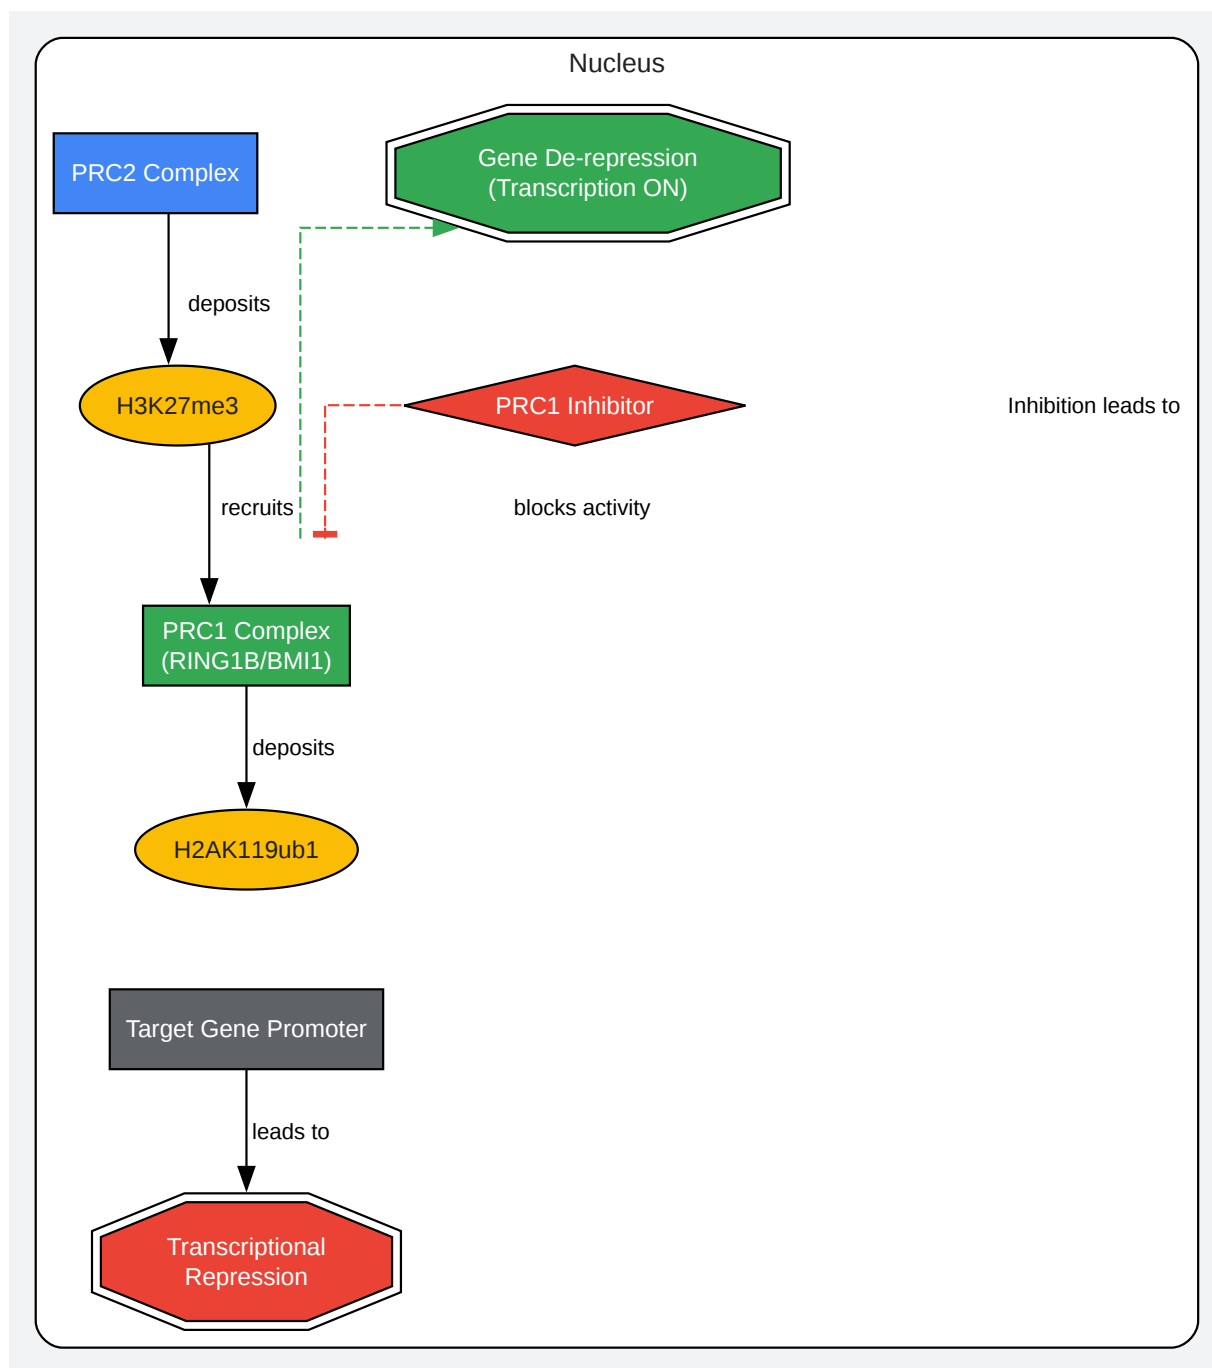 Nucleus
PRC2 Complex
Gene De-repression
(Transcription ON)
deposits
H3K27me3
PRC1 Inhibitor
Inhibition leads to
recruits
blocks activity
PRC1 Complex
(RING1B/BMI1)
deposits
H2AK119ub1
Target Gene Promoter
leads to
Transcriptional
Repression